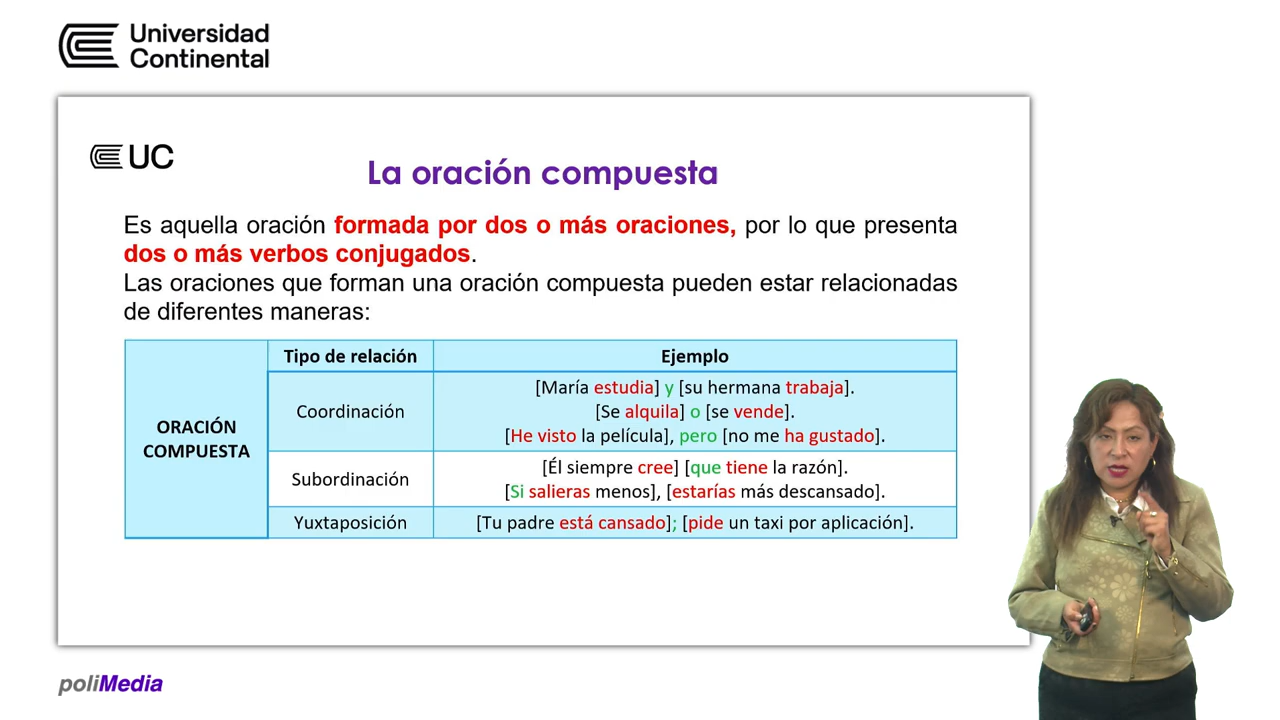 Universidad
Continental
UC
La oración compuesta
Es aquella oración formada por dos o más oraciones, por lo que presenta
dos o más verbos conjugados.
Las oraciones que forman una oración compuesta pueden estar relacionadas
de diferentes maneras:
Tipo de relación
Ejemplo
ORACIÓN
COMPUESTA
Coordinación
[María estudia] y [su hermana trabaja].
[Se alquila] o [se vende].
[He visto la película], pero [no me ha gustado].
Subordinación
[Él siempre cree] [que tiene la razón].
[Si salieras menos], [estarías más descansado].
Yuxtaposición
[Tu padre está cansado]; [pide un taxi por aplicación].
poliMedia